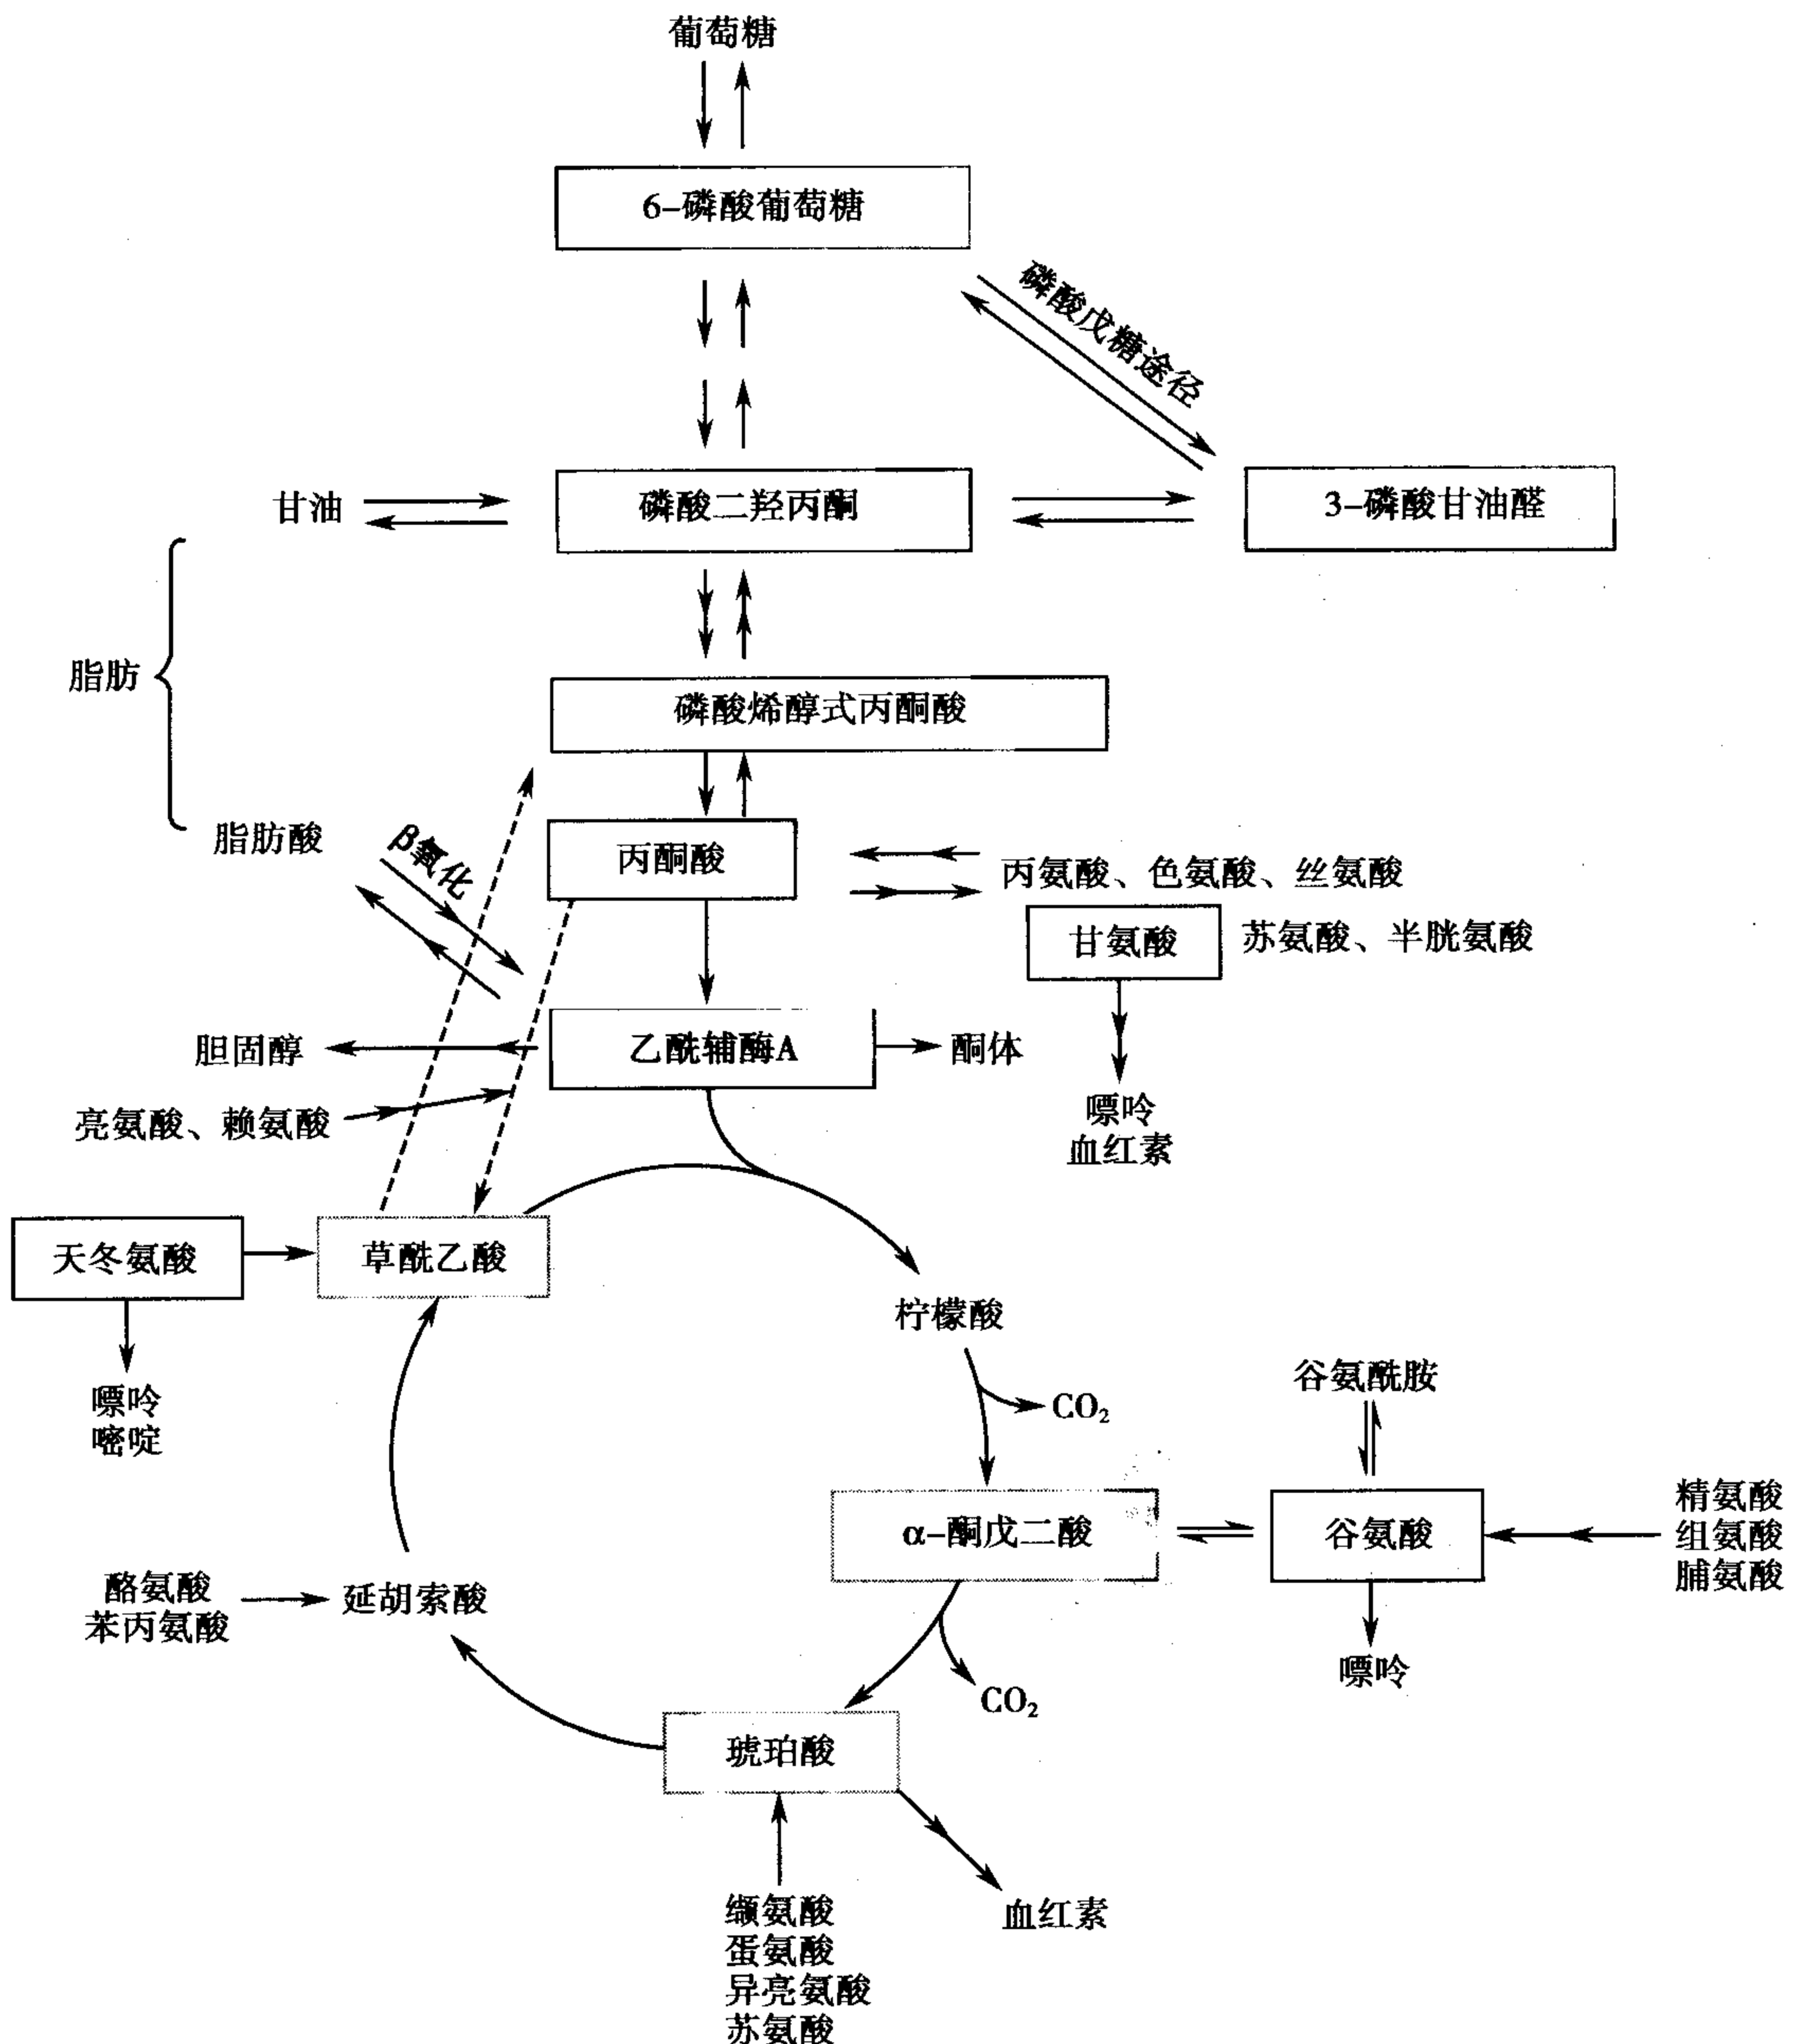 葡萄糖
6-磷酸葡萄糖
磷酸戊糖途径
甘油
磷酸二羟丙酮
3-磷酸甘油醛
脂肪
磷酸烯醇式丙酮酸
脂肪酸
β氧化
丙酮酸
丙氨酸、色氨酸、丝氨酸
甘氨酸
苏氨酸、半胱氨酸
胆固醇
乙酰辅酶A
酮体
亮氨酸、赖氨酸
嘌呤
血红素
天冬氨酸
草酰乙酸
柠檬酸
嘌呤
嘧啶
CO₂
谷氨酰胺
α-酮戊二酸
谷氨酸
精氨酸
组氨酸
脯氨酸
酪氨酸
苯丙氨酸
延胡索酸
嘌呤
CO₂
琥珀酸
血红素
缬氨酸
蛋氨酸
异亮氨酸
苏氨酸